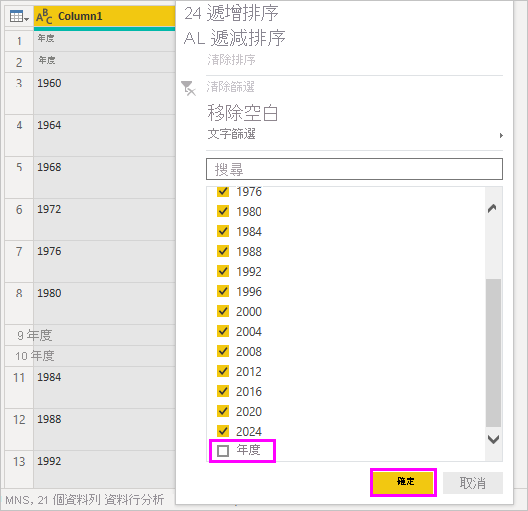 ABC Column1
1 年度
2 年度
3 1960
4 1964
5 1968
6 1972
7 1976
8 1980
9 年度
10 年度
11 1984
12 1988
13 1992
MNS, 21 個資料列 資料行分析
24 遞增排序
AL 遞減排序
清除排序
清除篩選
移除空白
文字篩選
搜尋
1976
1980
1984
1988
1992
1996
2000
2004
2008
2012
2016
2020
2024
年度
確定
取消